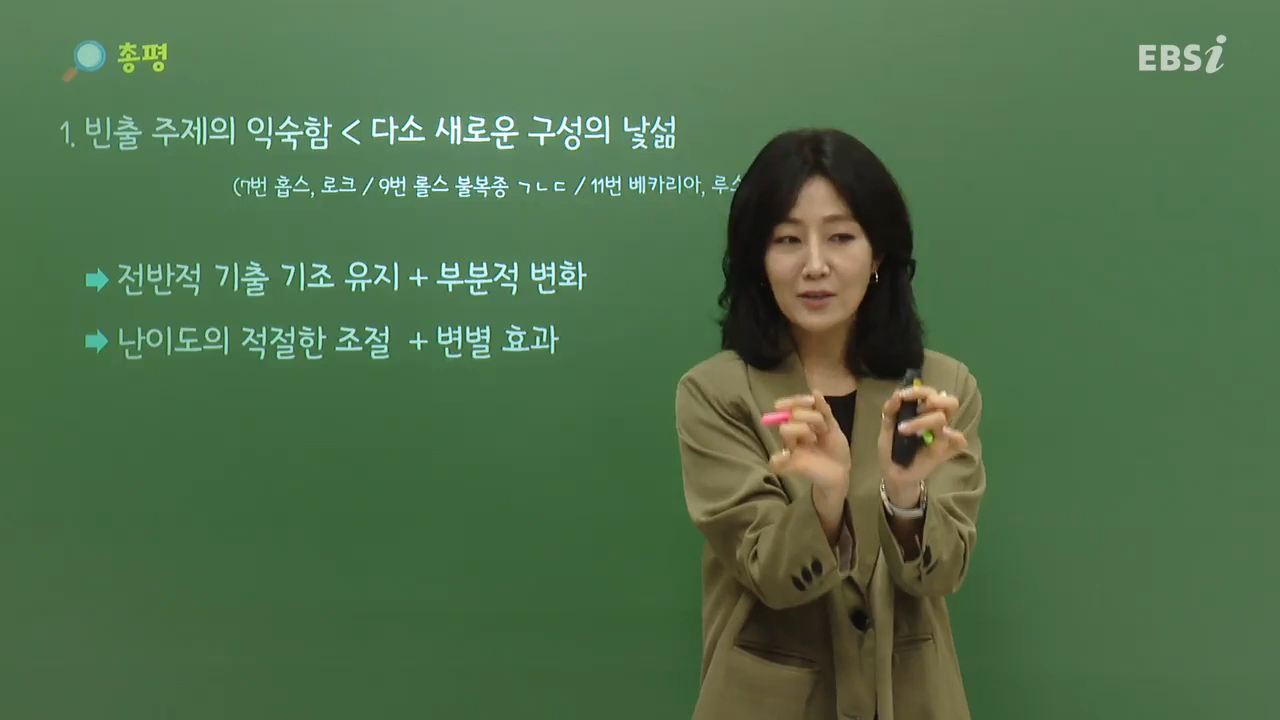 총평
EBSi
1. 빈출 주제의 익숙함 < 다소 새로운 구성의 낯섦
(7번 홉스, 로크 / 9번 롤스 불복종 ㄱㄴㄷ / 11번 베카리아,
➡ 전반적 기출 기조 유지 + 부분적 변화
➡ 난이도의 적절한 조절 + 변별 효과